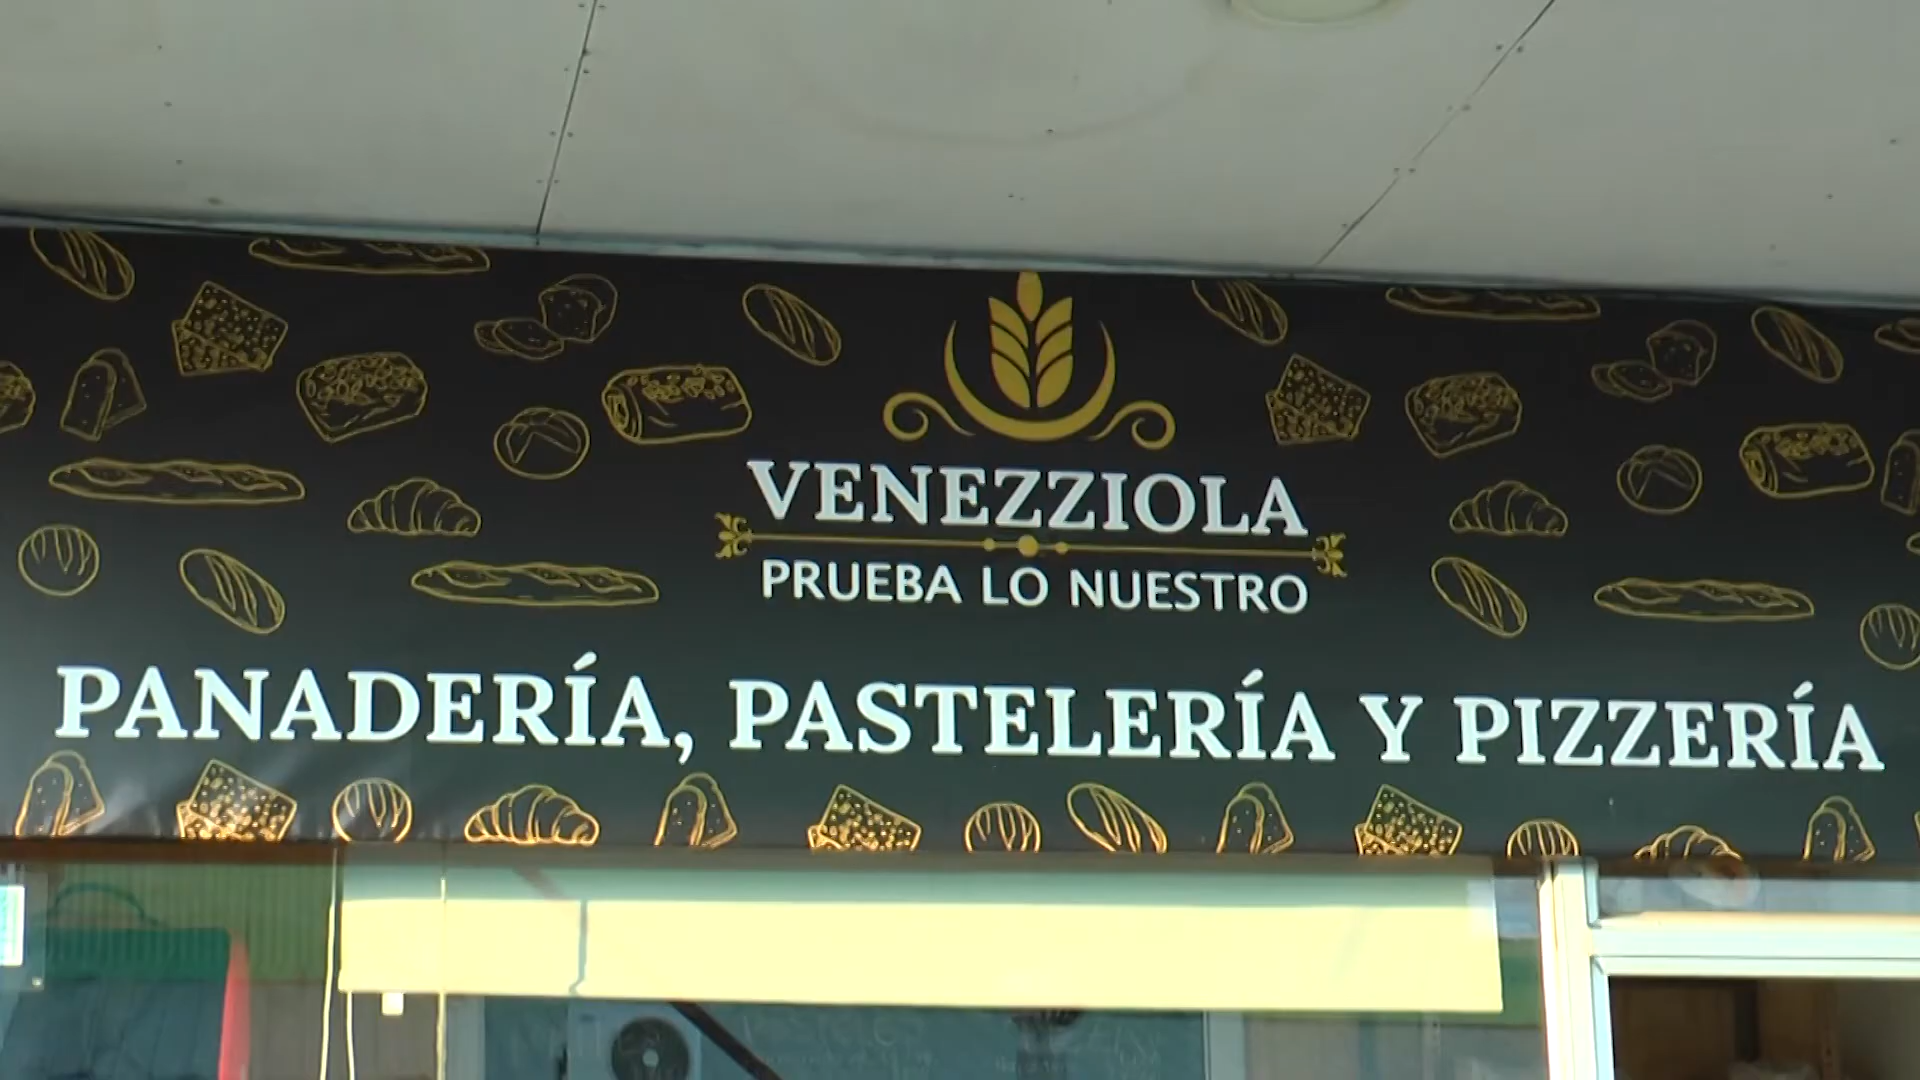 VENEZZIOLA
PRUEBA LO NUESTRO
PANADERÍA, PASTELERÍA Y PIZZERÍA